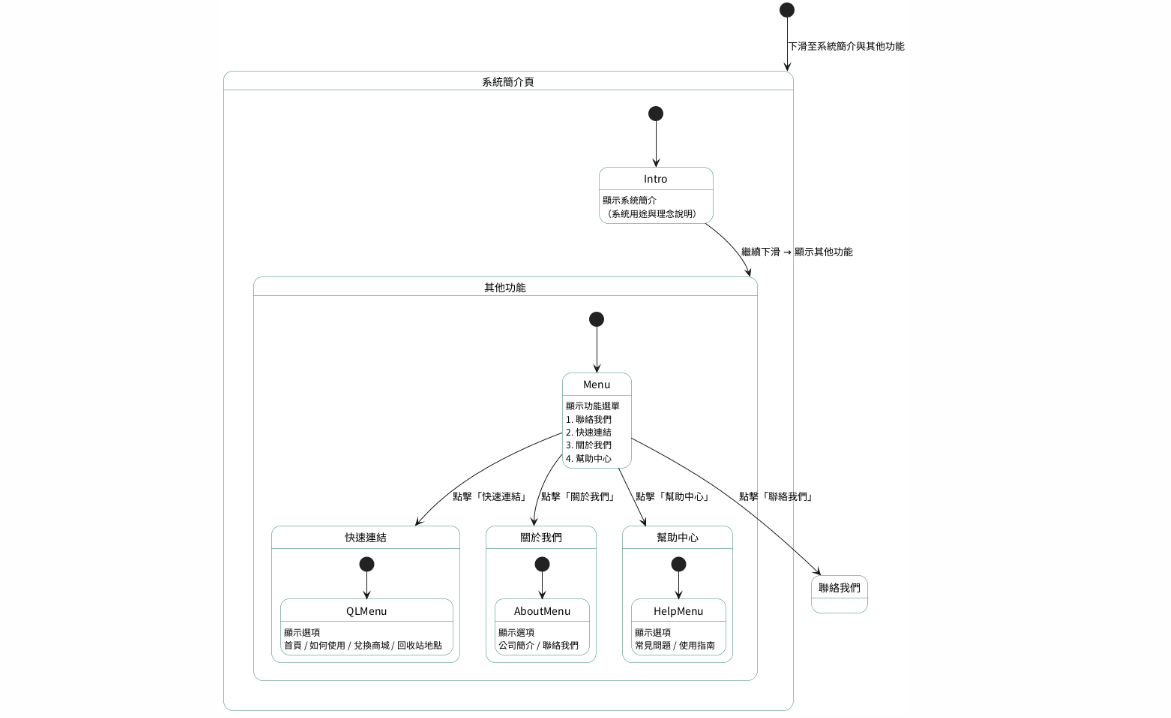 下滑至系統簡介與其他功能
系統簡介頁
Intro
顯示系統簡介
（系統用途與理念說明）
繼續下滑 → 顯示其他功能
其他功能
Menu
顯示功能選單
1. 聯絡我們
2. 快速連結
3. 關於我們
4. 幫助中心
點擊「快速連結」
點擊「關於我們」
點擊「幫助中心」
點擊「聯絡我們」
快速連結
關於我們
幫助中心
聯絡我們
QLMenu
顯示選項
首頁 / 如何使用 / 兌換商城 / 回收站地點
AboutMenu
顯示選項
公司簡介 / 聯絡我們
HelpMenu
顯示選項
常見問題 / 使用指南